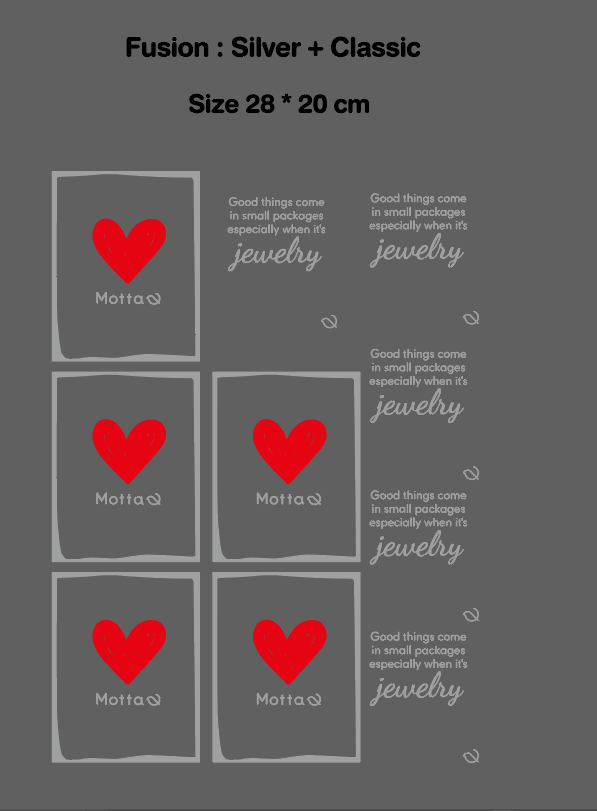 Fusion : Silver + Classic
Size 28 * 20 cm
Motta
Good things come
in small packages
especially when it's
jewelry
Good things come
in small packages
especially when it's
jewelry
Motta
Motta
Good things come
in small packages
especially when it's
jewelry
Good things come
in small packages
especially when it's
jewelry
Motta
Motta
Good things come
in small packages
especially when it's
jewelry